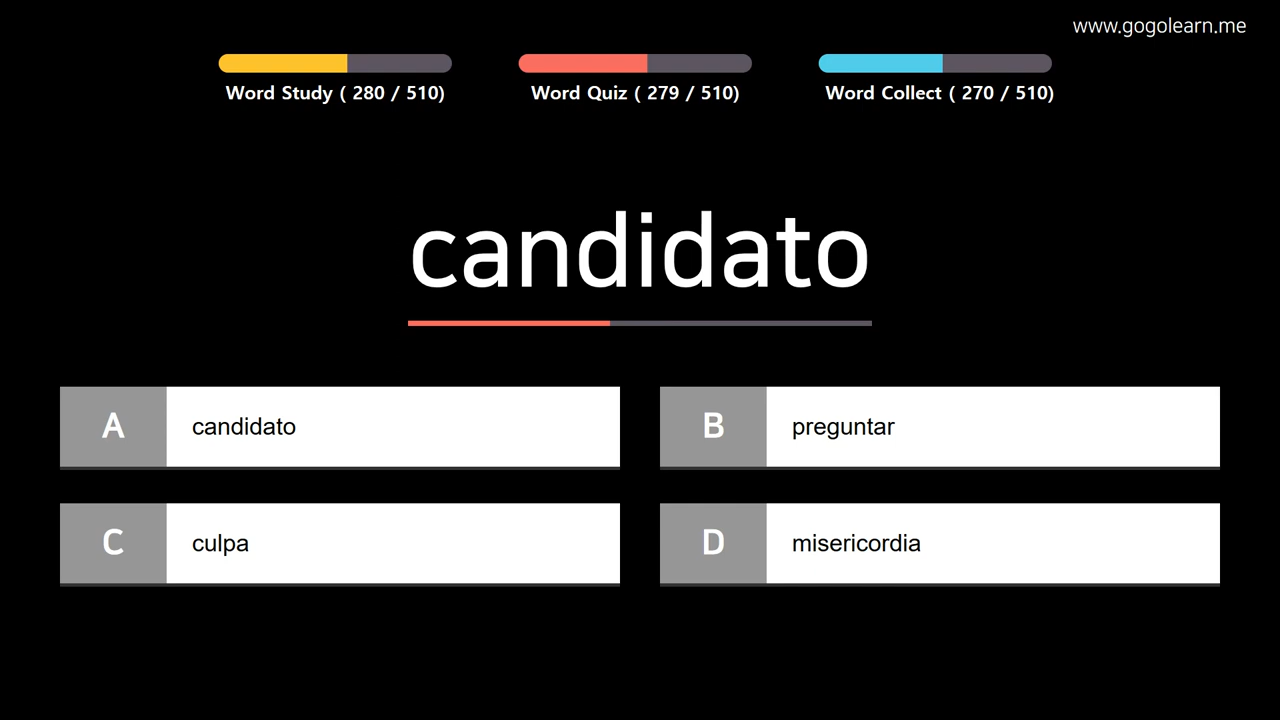 www.gogolearn.me
Word Study ( 280 / 510)
Word Quiz ( 279 / 510)
Word Collect ( 270 / 510)
candidato
A candidato
B preguntar
C culpa
D misericordia